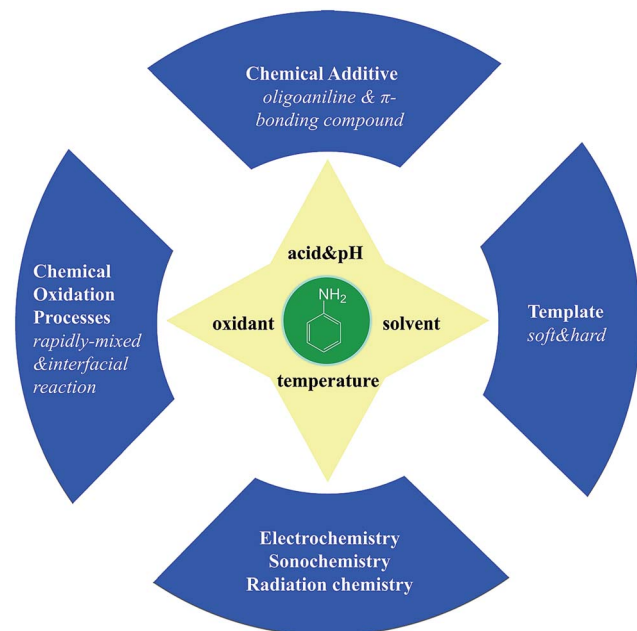 Chemical Additive
oligoaniline & π-
bonding compound
Chemical
Oxidation
Processes
rapidly-mixed
&interfacial
reaction
acid&pH
NH₂
oxidant
solvent
temperature
Template
soft&hard
Electrochemistry
Sonochemistry
Radiation chemistry